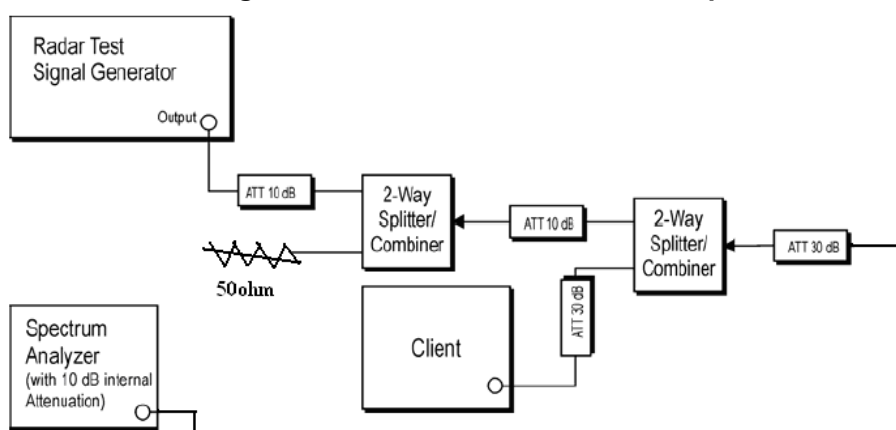 Radar Test
Signal Generator
Output
ATT 10 dB
2-Way
Splitter/
Combiner
ATT 10 dB
2-Way
Splitter/
Combiner
ATT 30 dB
50ohm
ATT 30 dB
Client
Spectrum
Analyzer
(with 10 dB internal
Attenuation)